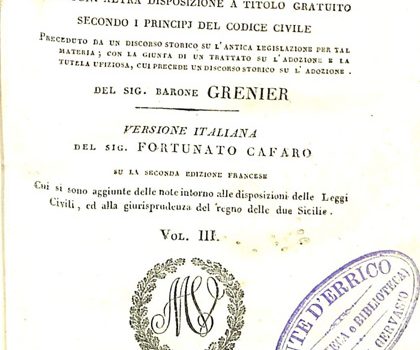 ALTRA DISPOSIZIONE A TITOLO GRATUITO
SECONDO I PRINCIPJ DEL CODICE CIVILE
PRECEDUTO DA UN DISCORSO STORICO SU L'ANTICA LEGISLAZIONE PER TAL
MATERIA; CON LA GIUNTA DI UN TRATTATO SU L'ADOZIONE E LA
TUTELA UFIZIOSA, CUI PRECEDE UN DISCORSO STORICO SU L'ADOZIONE.
DEL SIG. BARONE GRENIER
VERSIONE ITALIANA
DEL SIG. FORTUNATO CAFARO
SU LA SECONDA EDIZIONE FRANCESE
Cui si sono aggiunte delle note intorno alle disposizioni delle Leggi
Civili, ed alla giurisprudenza del regno delle due Sicilie.
VOL. III.
MV
D'ERRICO
O BIBLIOTECA)
GERVASIO